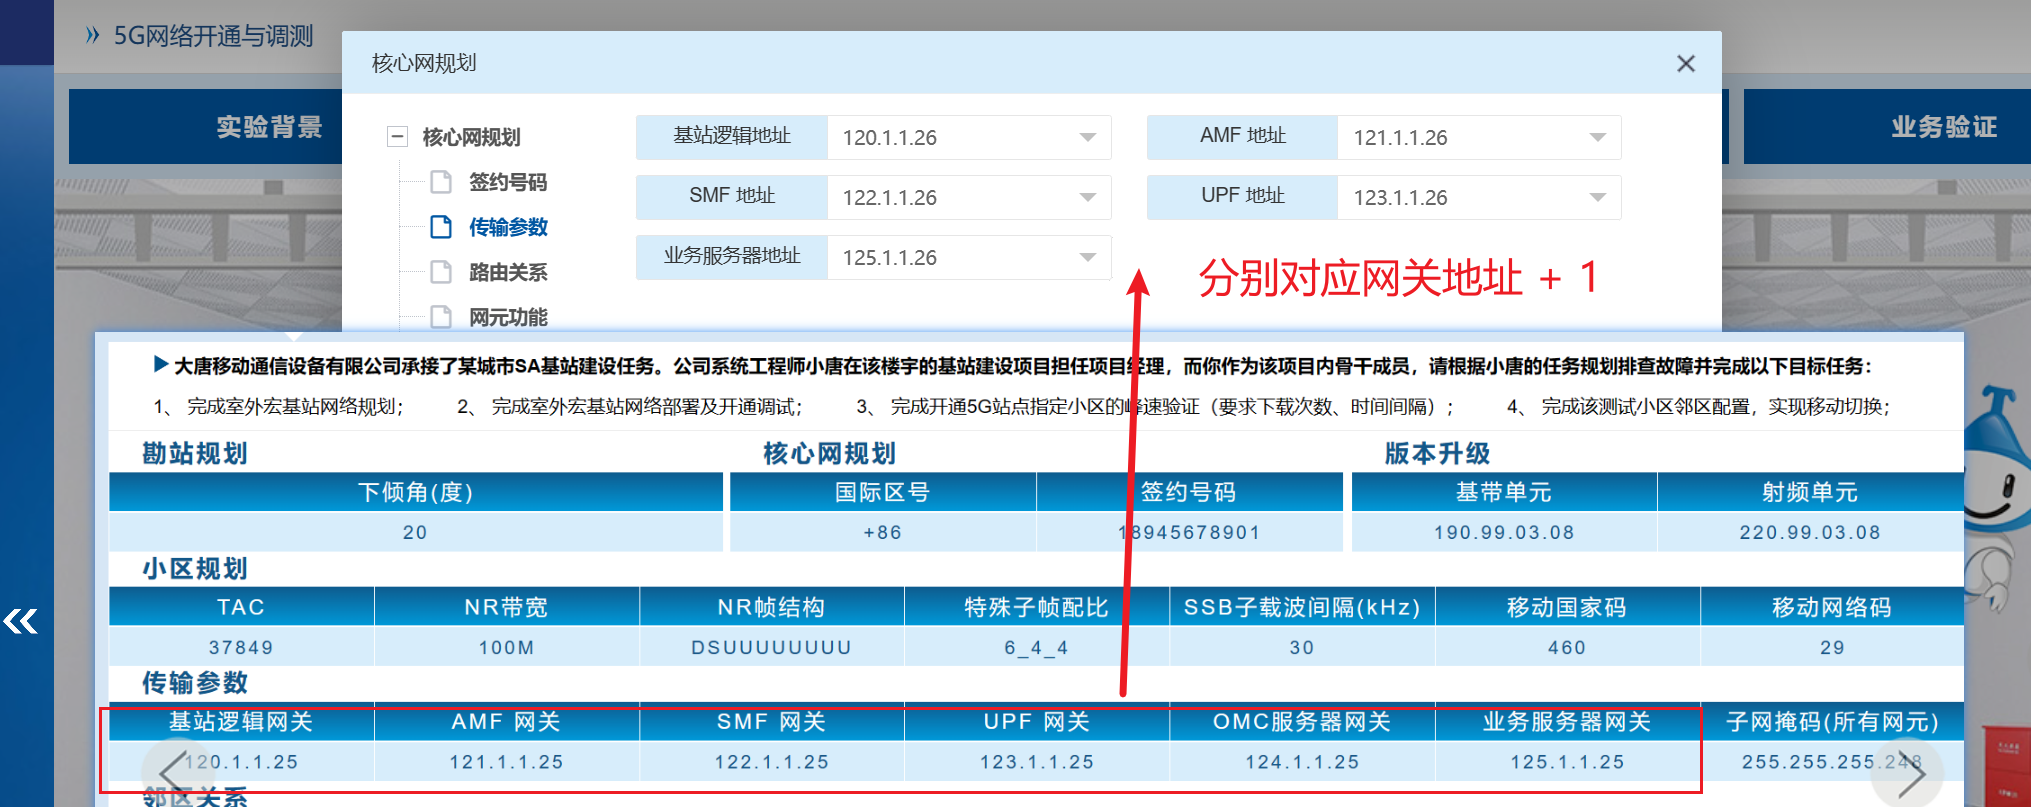 5G网络开通与调测
核心网规划
实验背景
业务验证
核心网规划
签约号码
传输参数
路由关系
网元功能
基站逻辑地址 120.1.1.26 AMF 地址 121.1.1.26
SMF 地址 122.1.1.26 UPF 地址 123.1.1.26
业务服务器地址 125.1.1.26
分别对应网关地址 + 1
大唐移动通信设备有限公司承接了某城市SA基站建设任务。公司系统工程师小唐在该楼宇的基站建设项目担任项目经理，而你作为该项目内骨干成员，请根据小唐的任务规划排查故障并完成以下目标任务：
1、 完成室外宏基站网络规划； 2、 完成室外宏基站网络部署及开通调试； 3、 完成开通5G站点指定小区的峰速验证（要求下载次数、时间间隔）； 4、 完成该测试小区邻区配置，实现移动切换；
勘站规划 核心网规划 版本升级
下倾角(度) 国际区号 签约号码 基带单元 射频单元
20 +86 18945678901 190.99.03.08 220.99.03.08
小区规划
TAC NR带宽 NR帧结构 特殊子帧配比 SSB子载波间隔(kHz) 移动国家码 移动网络码
37849 100M DSUUUUUUUU 6_4_4 30 460 29
传输参数
基站逻辑网关 AMF 网关 SMF 网关 UPF 网关 OMC服务器网关 业务服务器网关 子网掩码(所有网元)
120.1.1.25 121.1.1.25 122.1.1.25 123.1.1.25 124.1.1.25 125.1.1.25 255.255.255.248
邻区关系